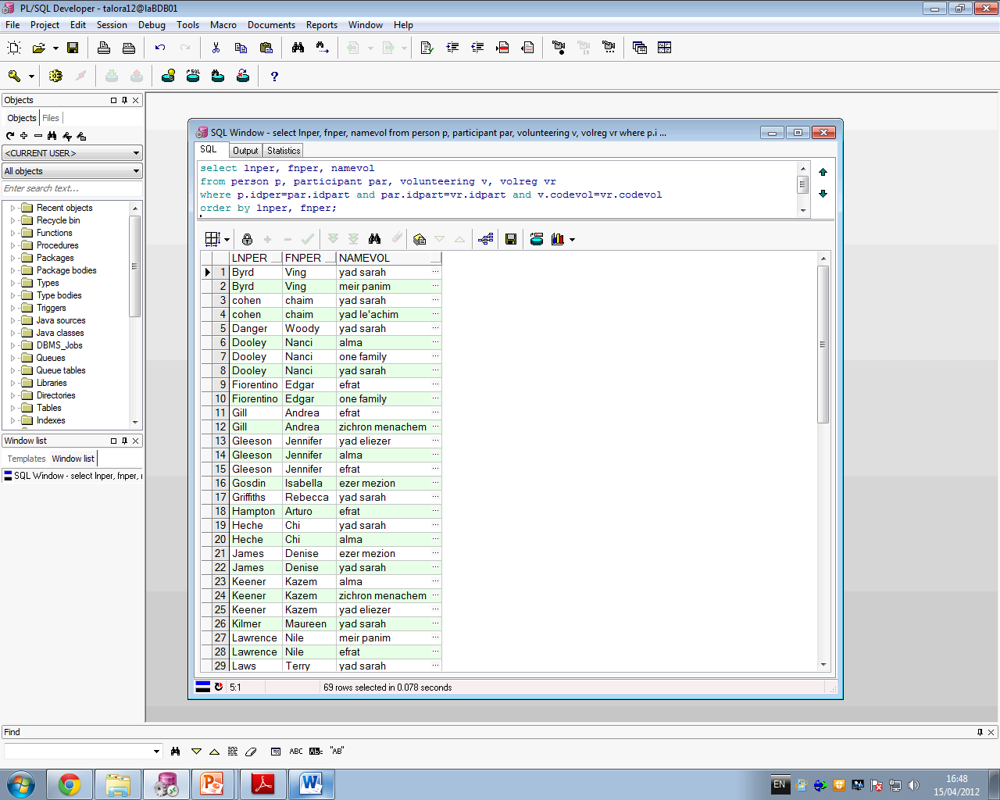 PL/SQL Developer - talora12@laBDB01
File Project Edit Session Debug Tools Macro Documents Reports Window Help
Objects
Objects Files
<CURRENT USER>
All objects
Enter search text...
Recent objects
Recycle bin
Functions
Procedures
Packages
Package bodies
Types
Type bodies
Triggers
Java sources
Java classes
DBMS_Jobs
Queues
Queue tables
Libraries
Directories
Tables
Indexes
Window list
Templates Window list
SQL Window - select lnper, fnper, 
SQL Window - select lnper, fnper, namevol from person p, participant par, volunteering v, volreg vr where p.i ...
SQL Output Statistics
select lnper, fnper, namevol
from person p, participant par, volunteering v, volreg vr
where p.idper=par.idpart and par.idpart=vr.idpart and v.codevol=vr.codevol
order by lnper, fnper;
LNPER FNPER NAMEVOL
1 Byrd Ving yad sarah ...
2 Byrd Ving meir panim ...
3 cohen chaim yad sarah ...
4 cohen chaim yad le'achim ...
5 Danger Woody yad sarah ...
6 Dooley Nanci alma ...
7 Dooley Nanci one family ...
8 Dooley Nanci yad sarah ...
9 Fiorentino Edgar efrat ...
10 Fiorentino Edgar one family ...
11 Gill Andrea efrat ...
12 Gill Andrea zichron menachem ...
13 Gleeson Jennifer yad eliezer ...
14 Gleeson Jennifer alma ...
15 Gleeson Jennifer efrat ...
16 Gosdin Isabella ezer mezion ...
17 Griffiths Rebecca yad sarah ...
18 Hampton Arturo efrat ...
19 Heche Chi yad sarah ...
20 Heche Chi alma ...
21 James Denise ezer mezion ...
22 James Denise yad sarah ...
23 Keener Kazem alma ...
24 Keener Kazem zichron menachem ...
25 Keener Kazem yad eliezer ...
26 Kilmer Maureen yad sarah ...
27 Lawrence Nile meir panim ...
28 Lawrence Nile efrat ...
29 Laws Terry yad sarah ...
5:1 69 rows selected in 0.078 seconds
Find
ABC "AB"
EN
16:48
15/04/2012